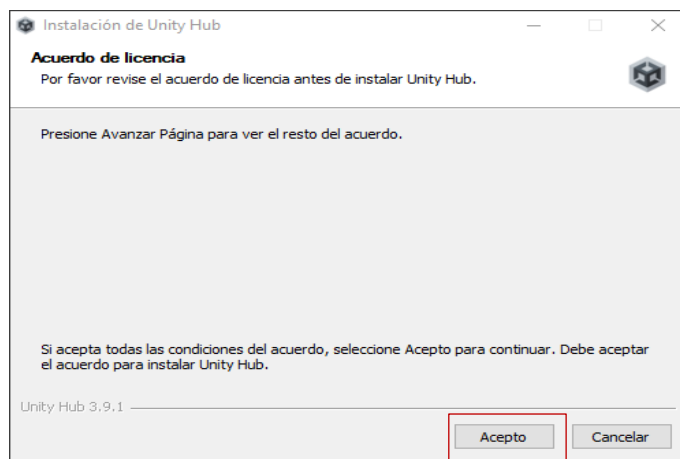 Instalación de Unity Hub
Acuerdo de licencia
Por favor revise el acuerdo de licencia antes de instalar Unity Hub.
Presione Avanzar Página para ver el resto del acuerdo.
Si acepta todas las condiciones del acuerdo, seleccione Acepto para continuar. Debe aceptar
el acuerdo para instalar Unity Hub.
Unity Hub 3.9.1
Acepto Cancelar